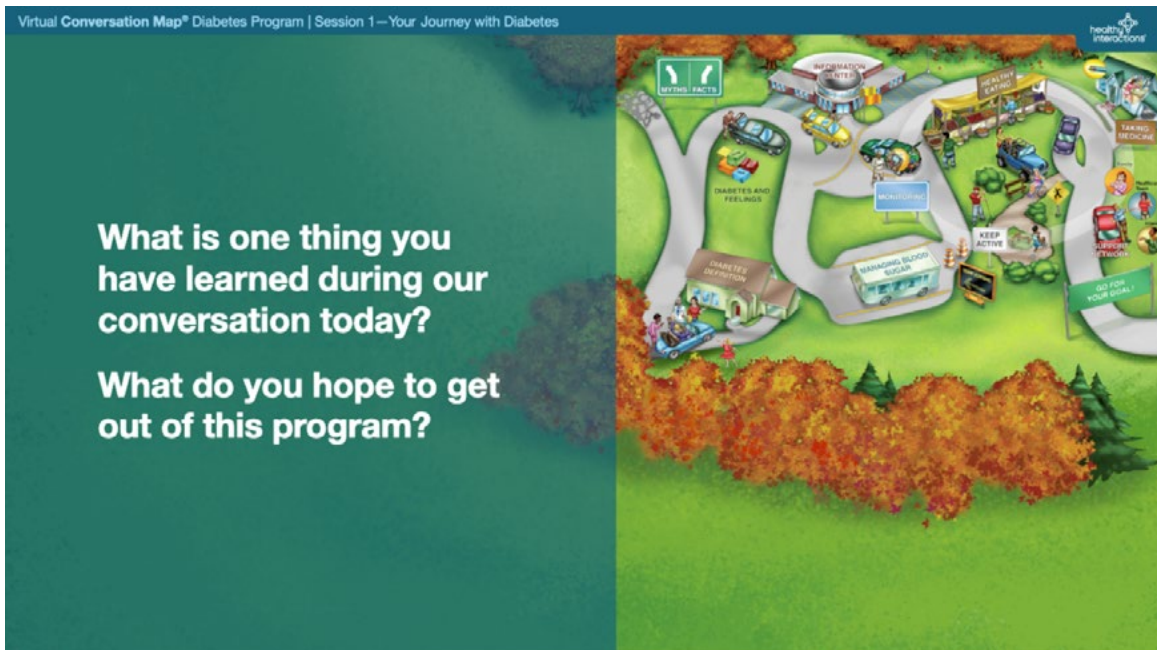 Virtual Conversation Map® Diabetes Program | Session 1—Your Journey with Diabetes
healthy
interactions®
What is one thing you
have learned during our
conversation today?
What do you hope to get
out of this program?
MYTHS FACTS
INFORMATION
CENTER
HEALTHY
EATING
TAKING
MEDICINE
DIABETES AND
FEELINGS
MONITORING
Family
Healthcare
Team
KEEP
ACTIVE
SUPPORT
NETWORK
DIABETES
DEFINITION
MANAGING BLOOD
SUGAR
GO FOR
YOUR GOAL!